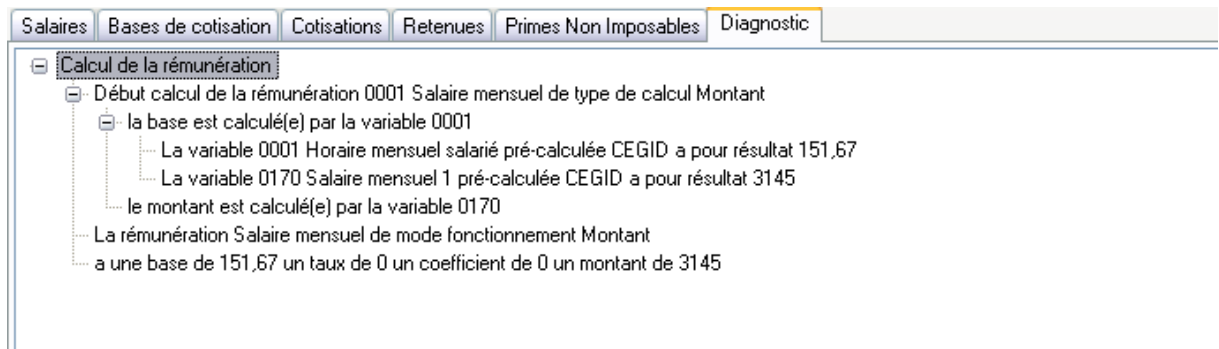 Salaires Bases de cotisation Cotisations Retenues Primes Non Imposables Diagnostic
Calcul de la rémunération
Début calcul de la rémunération 0001 Salaire mensuel de type de calcul Montant
la base est calculé(e) par la variable 0001
La variable 0001 Horaire mensuel salarié pré-calculée CEGID a pour résultat 151,67
La variable 0170 Salaire mensuel 1 pré-calculée CEGID a pour résultat 3145
le montant est calculé(e) par la variable 0170
La rémunération Salaire mensuel de mode fonctionnement Montant
a une base de 151,67 un taux de 0 un coefficient de 0 un montant de 3145